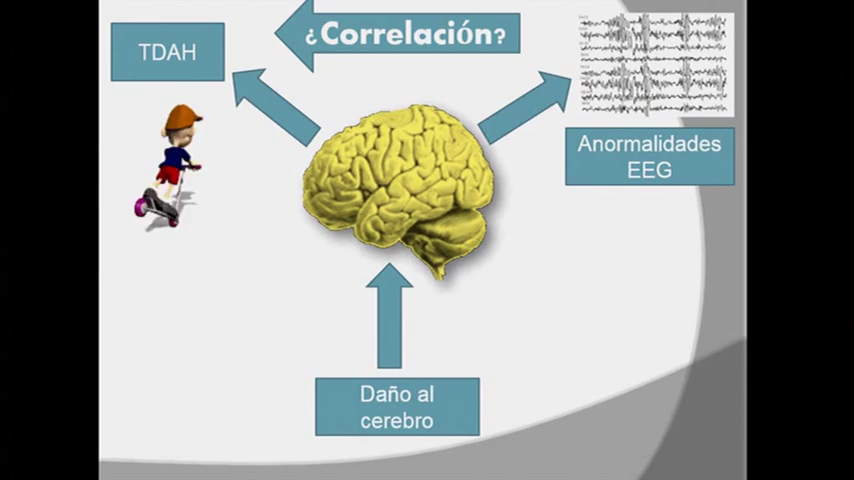 TDAH
¿Correlación?
Anormalidades
EEG
Daño al
cerebro